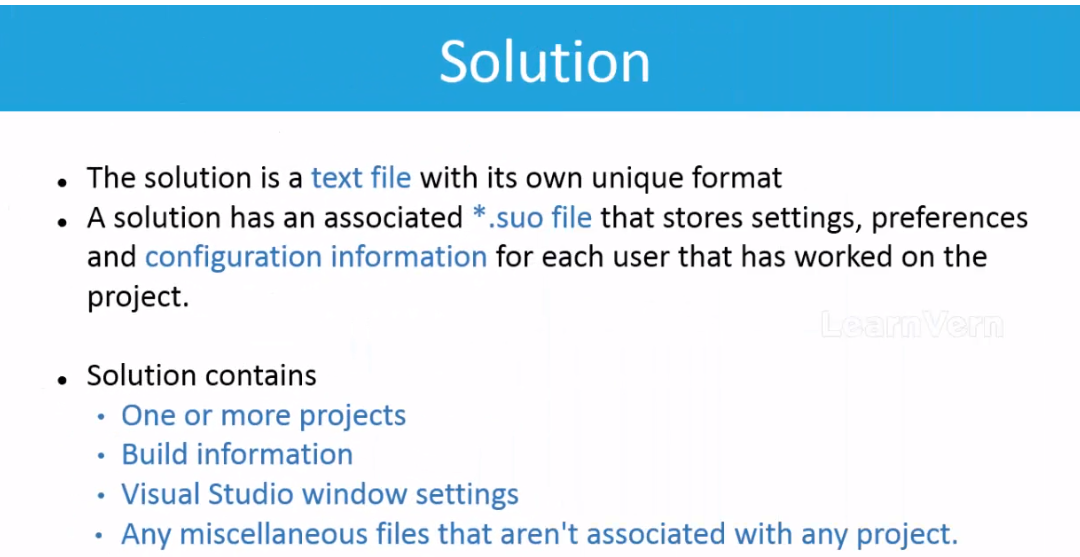 Solution
• The solution is a text file with its own unique format
• A solution has an associated *.suo file that stores settings, preferences
and configuration information for each user that has worked on the
project.
LearnVern
• Solution contains
• One or more projects
• Build information
• Visual Studio window settings
• Any miscellaneous files that aren't associated with any project.